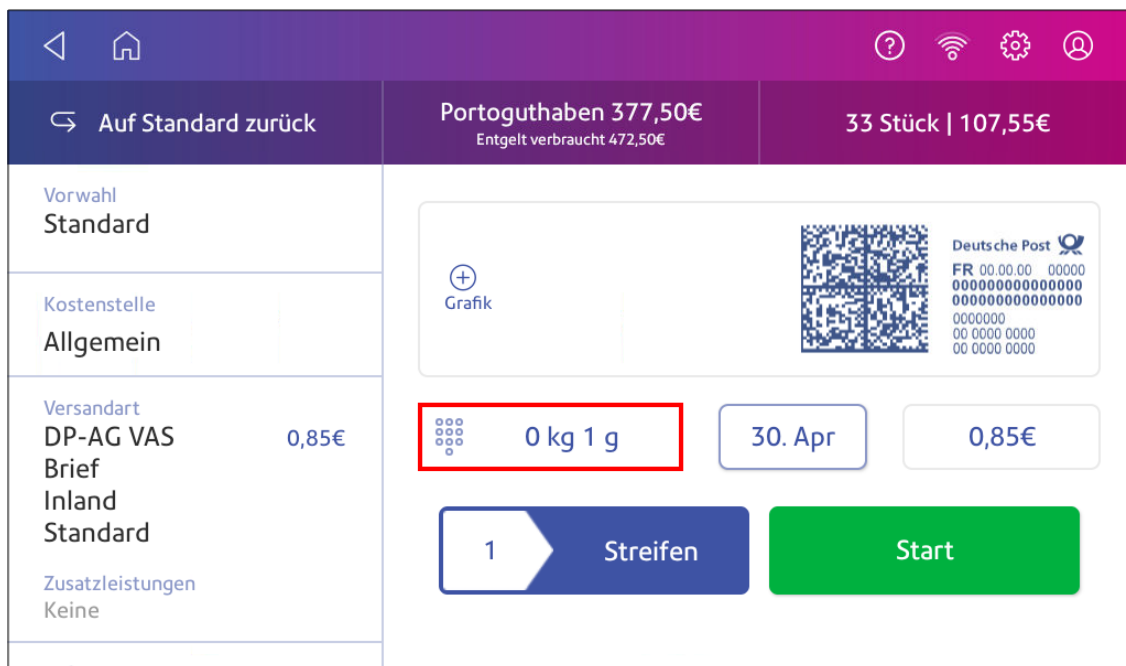 Auf Standard zurück
Portoguthaben 377,50€
Entgelt verbraucht 472,50€
33 Stück | 107,55€
Vorwahl
Standard
Kostenstelle
Allgemein
Versandart
DP-AG VAS 0,85€
Brief
Inland
Standard
Zusatzleistungen
Keine
Grafik
Deutsche Post
FR 00.00.00 00000
000000000000000
000000000000000
0000000
00 0000 0000
00 0000 0000
0 kg 1 g
30. Apr
0,85€
1 Streifen
Start